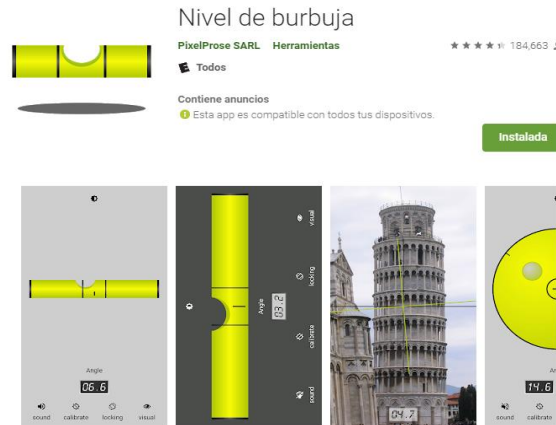 Nivel de burbuja
PixelProse SARL Herramientas 184,663
E Todos
Contiene anuncios
Esta app es compatible con todos tus dispositivos.
Instalada
Angle
06.6
sound calibrate locking visual
visual
locking
Angle
03.2
calibrate
sound
04.7
An
14.6
sound calibrate